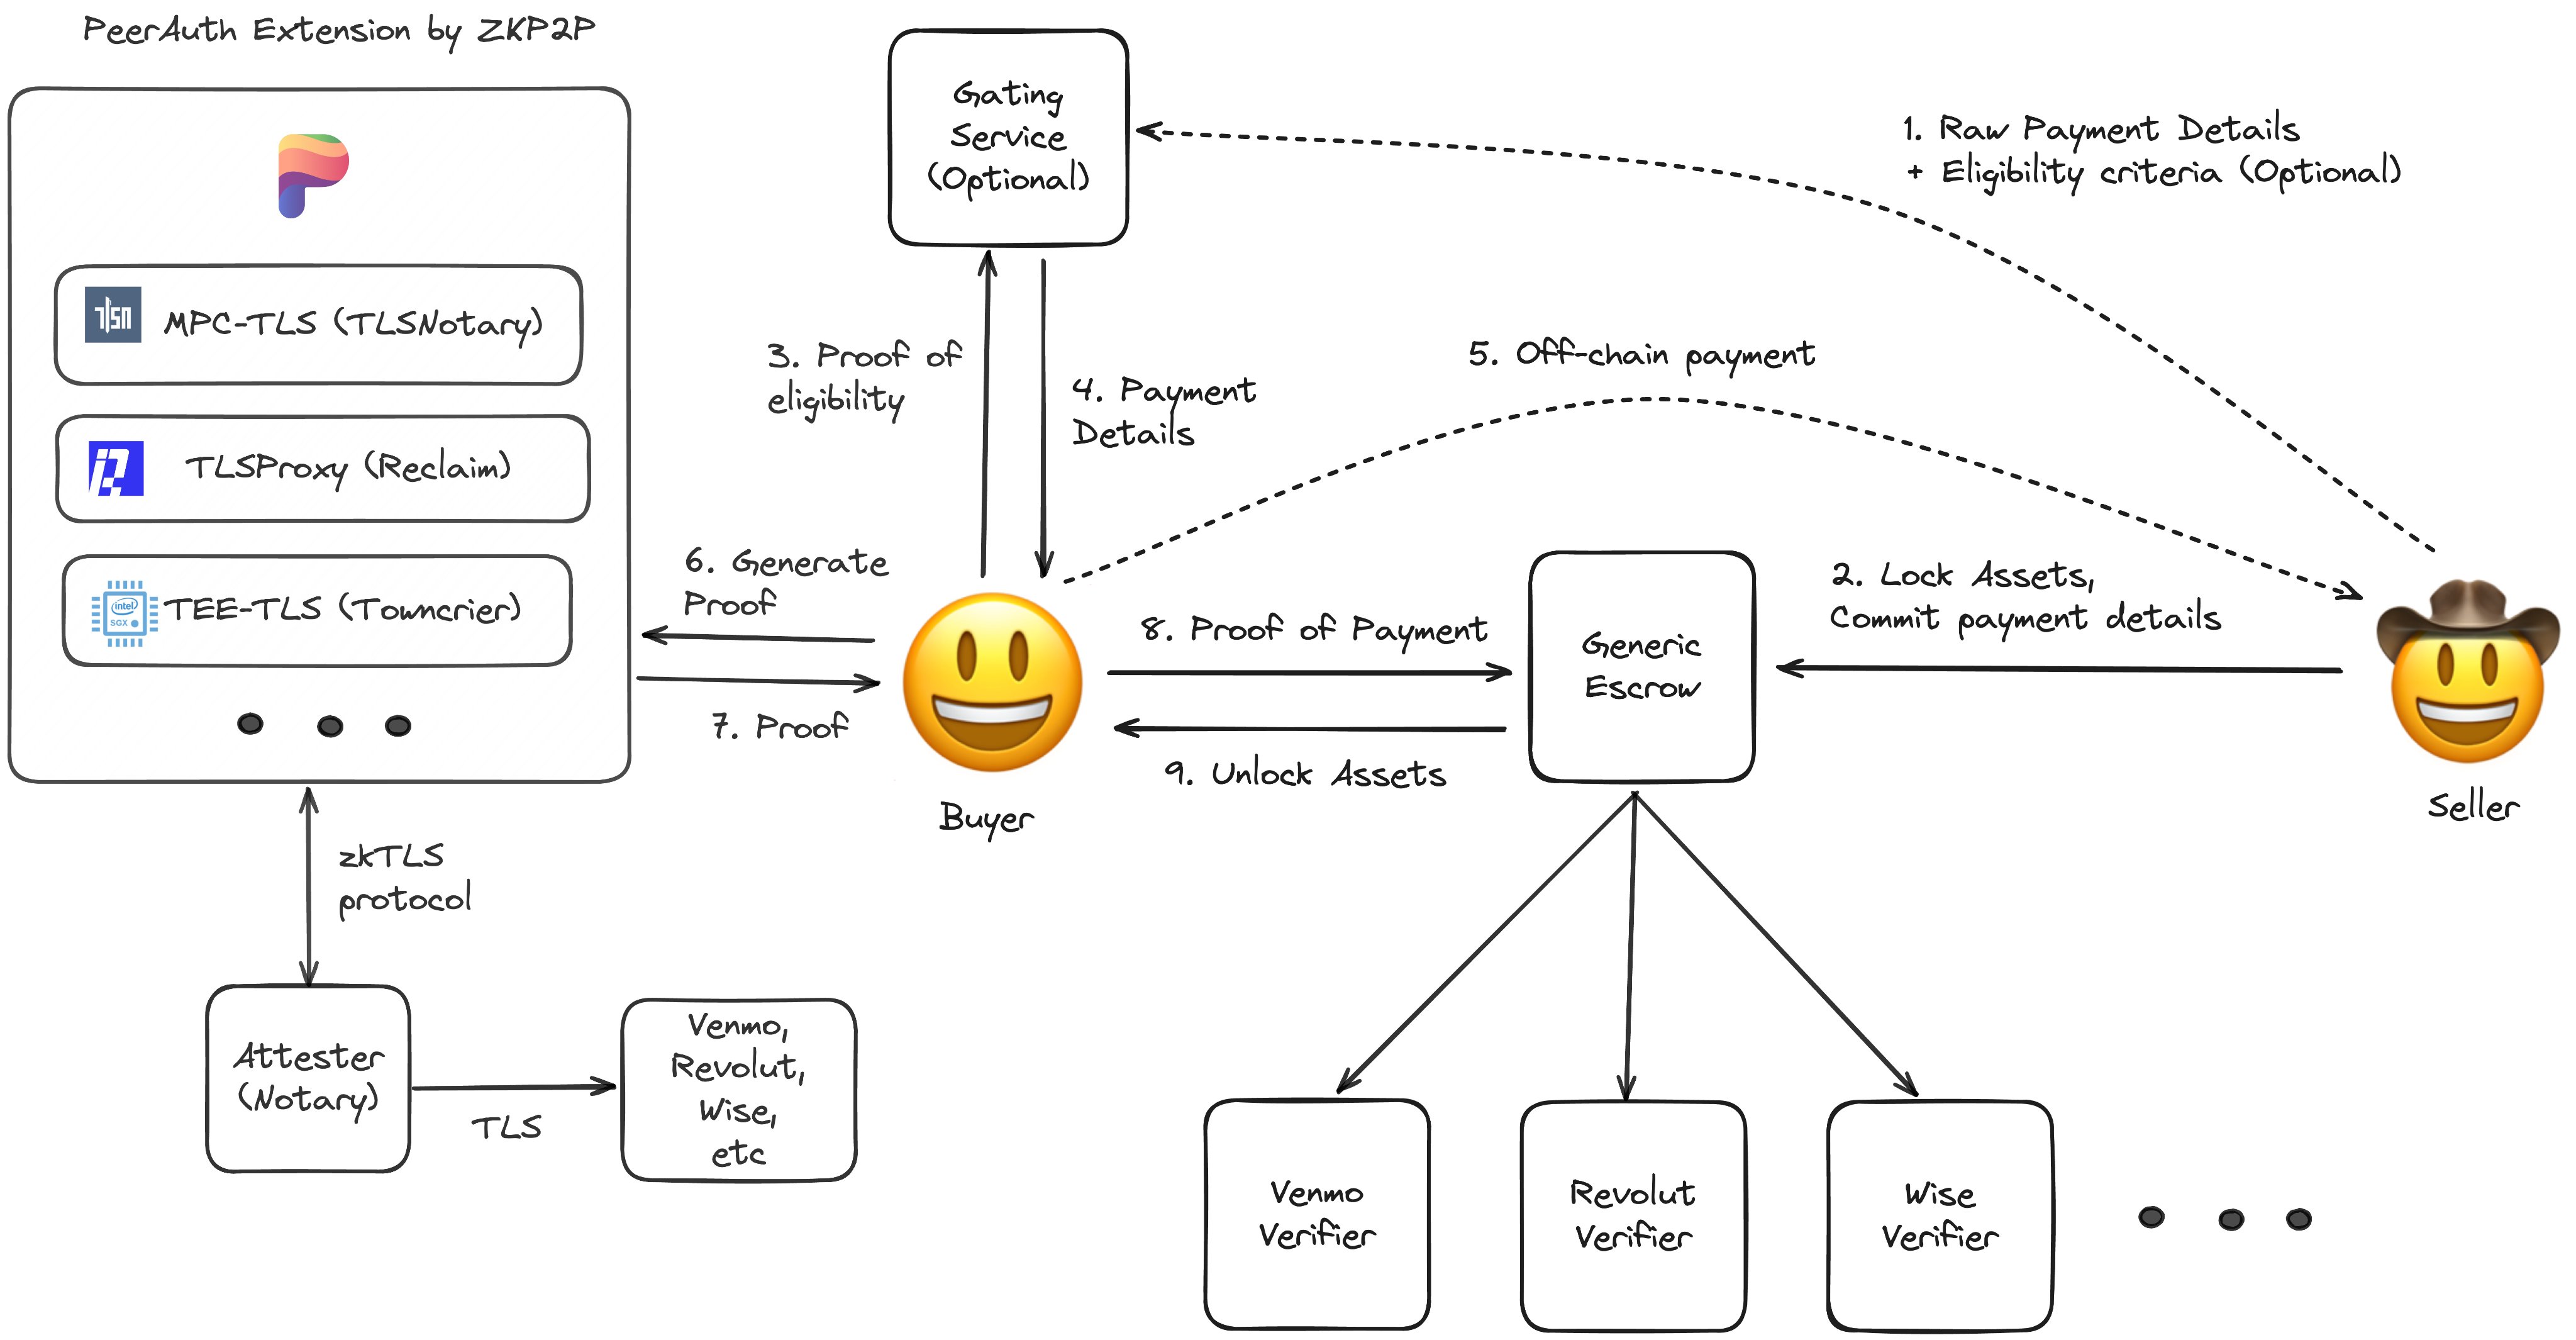 PeerAuth Extension by ZKP2P
MPC-TLS (TLSNotary)
TLSProxy (Reclaim)
intel
SGX
TEE-TLS (Towncrier)
zkTLS
protocol
Attester
(Notary)
TLS
Venmo,
Revolut,
Wise,
etc
Gating
Service
(Optional)
1. Raw Payment Details
+ Eligibility criteria (Optional)
3. Proof of
eligibility
4. Payment
Details
5. Off-chain payment
6. Generate
Proof
7. Proof
Buyer
8. Proof of Payment
9. Unlock Assets
Generic
Escrow
2. Lock Assets,
Commit payment details
Seller
Venmo
Verifier
Revolut
Verifier
Wise
Verifier